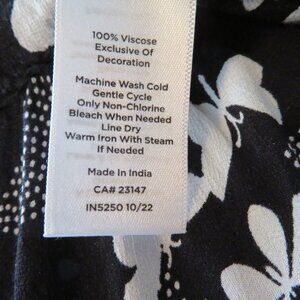 100% Viscose
Exclusive Of
Decoration
Machine Wash Cold
Gentle Cycle
Only Non-Chlorine
Bleach When Needed
Line Dry
Warm Iron With Steam
If Needed
Made In India
CA# 23147
IN5250 10/22